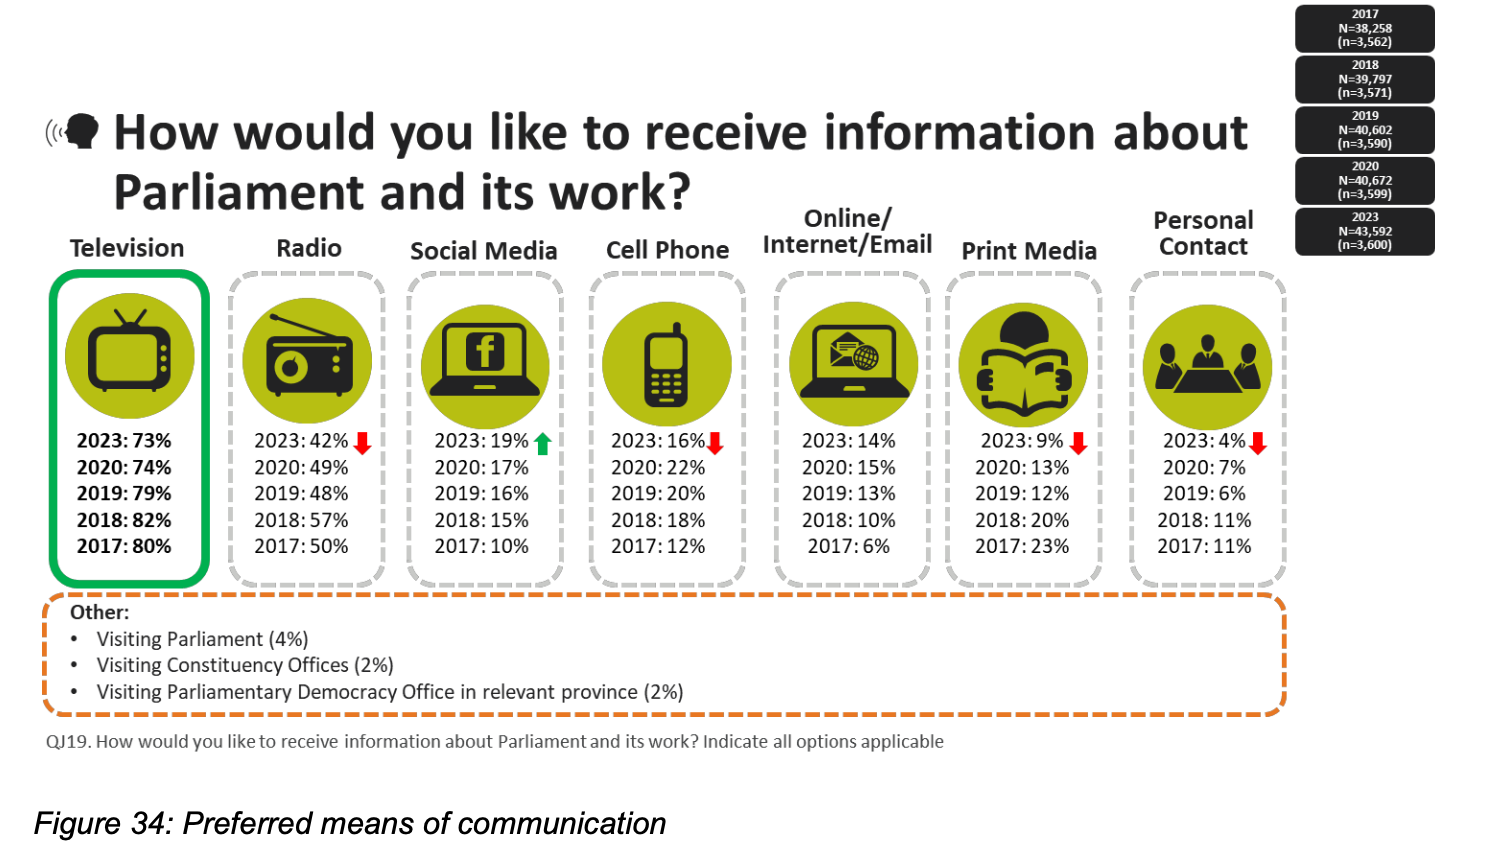 2017
N=38,258
(n=3,562)
2018
N=39,797
(n=3,571)
2019
N=40,602
(n=3,590)
2020
N=40,672
(n=3,599)
2023
N=43,592
(n=3,600)
How would you like to receive information about
Parliament and its work?
Television
2023: 73%
2020: 74%
2019: 79%
2018: 82%
2017: 80%
Radio
2023: 42%
2020: 49%
2019: 48%
2018: 57%
2017: 50%
Social Media
f
2023: 19%
2020: 17%
2019: 16%
2018: 15%
2017: 10%
Cell Phone
2023: 16%
2020: 22%
2019: 20%
2018: 18%
2017: 12%
Online/
Internet/Email
2023: 14%
2020: 15%
2019: 13%
2018: 10%
2017: 6%
Print Media
2023: 9%
2020: 13%
2019: 12%
2018: 20%
2017: 23%
Personal
Contact
2023: 4%
2020: 7%
2019: 6%
2018: 11%
2017: 11%
Other:
• Visiting Parliament (4%)
• Visiting Constituency Offices (2%)
• Visiting Parliamentary Democracy Office in relevant province (2%)
QJ19. How would you like to receive information about Parliament and its work? Indicate all options applicable
Figure 34: Preferred means of communication